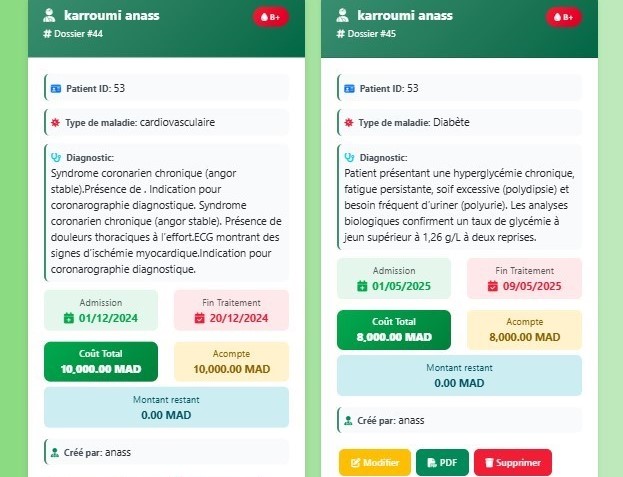 karroumi anass
B+
# Dossier #44
Patient ID: 53
Type de maladie: cardiovasculaire
Diagnostic:
Syndrome coronarien chronique (angor
stable).Présence de . Indication pour
coronarographie diagnostique. Syndrome
coronarien chronique (angor stable). Présence de
douleurs thoraciques à l'effort.ECG montrant des
signes d'ischémie myocardique.Indication pour
coronarographie diagnostique.
Admission
01/12/2024
Fin Traitement
20/12/2024
Coût Total
10,000.00 MAD
Acompte
10,000.00 MAD
Montant restant
0.00 MAD
Créé par: anass
karroumi anass
B+
# Dossier #45
Patient ID: 53
Type de maladie: Diabète
Diagnostic:
Patient présentant une hyperglycémie chronique,
fatigue persistante, soif excessive (polydipsie) et
besoin fréquent d'uriner (polyurie). Les analyses
biologiques confirment un taux de glycémie à
jeun supérieur à 1,26 g/L à deux reprises.
Admission
01/05/2025
Fin Traitement
09/05/2025
Coût Total
8,000.00 MAD
Acompte
8,000.00 MAD
Montant restant
0.00 MAD
Créé par: anass
Modifier
PDF
Supprimer